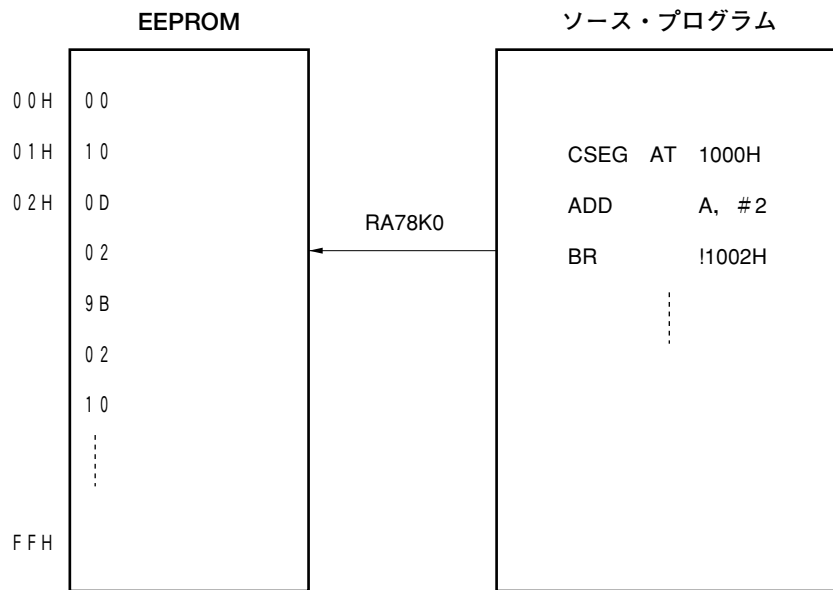 EEPROM
00H 00
01H 10
02H 0D
02
9B
02
10
FFH
RA78K0
ソース・プログラム
CSEG AT 1000H
ADD A, #2
BR !1002H